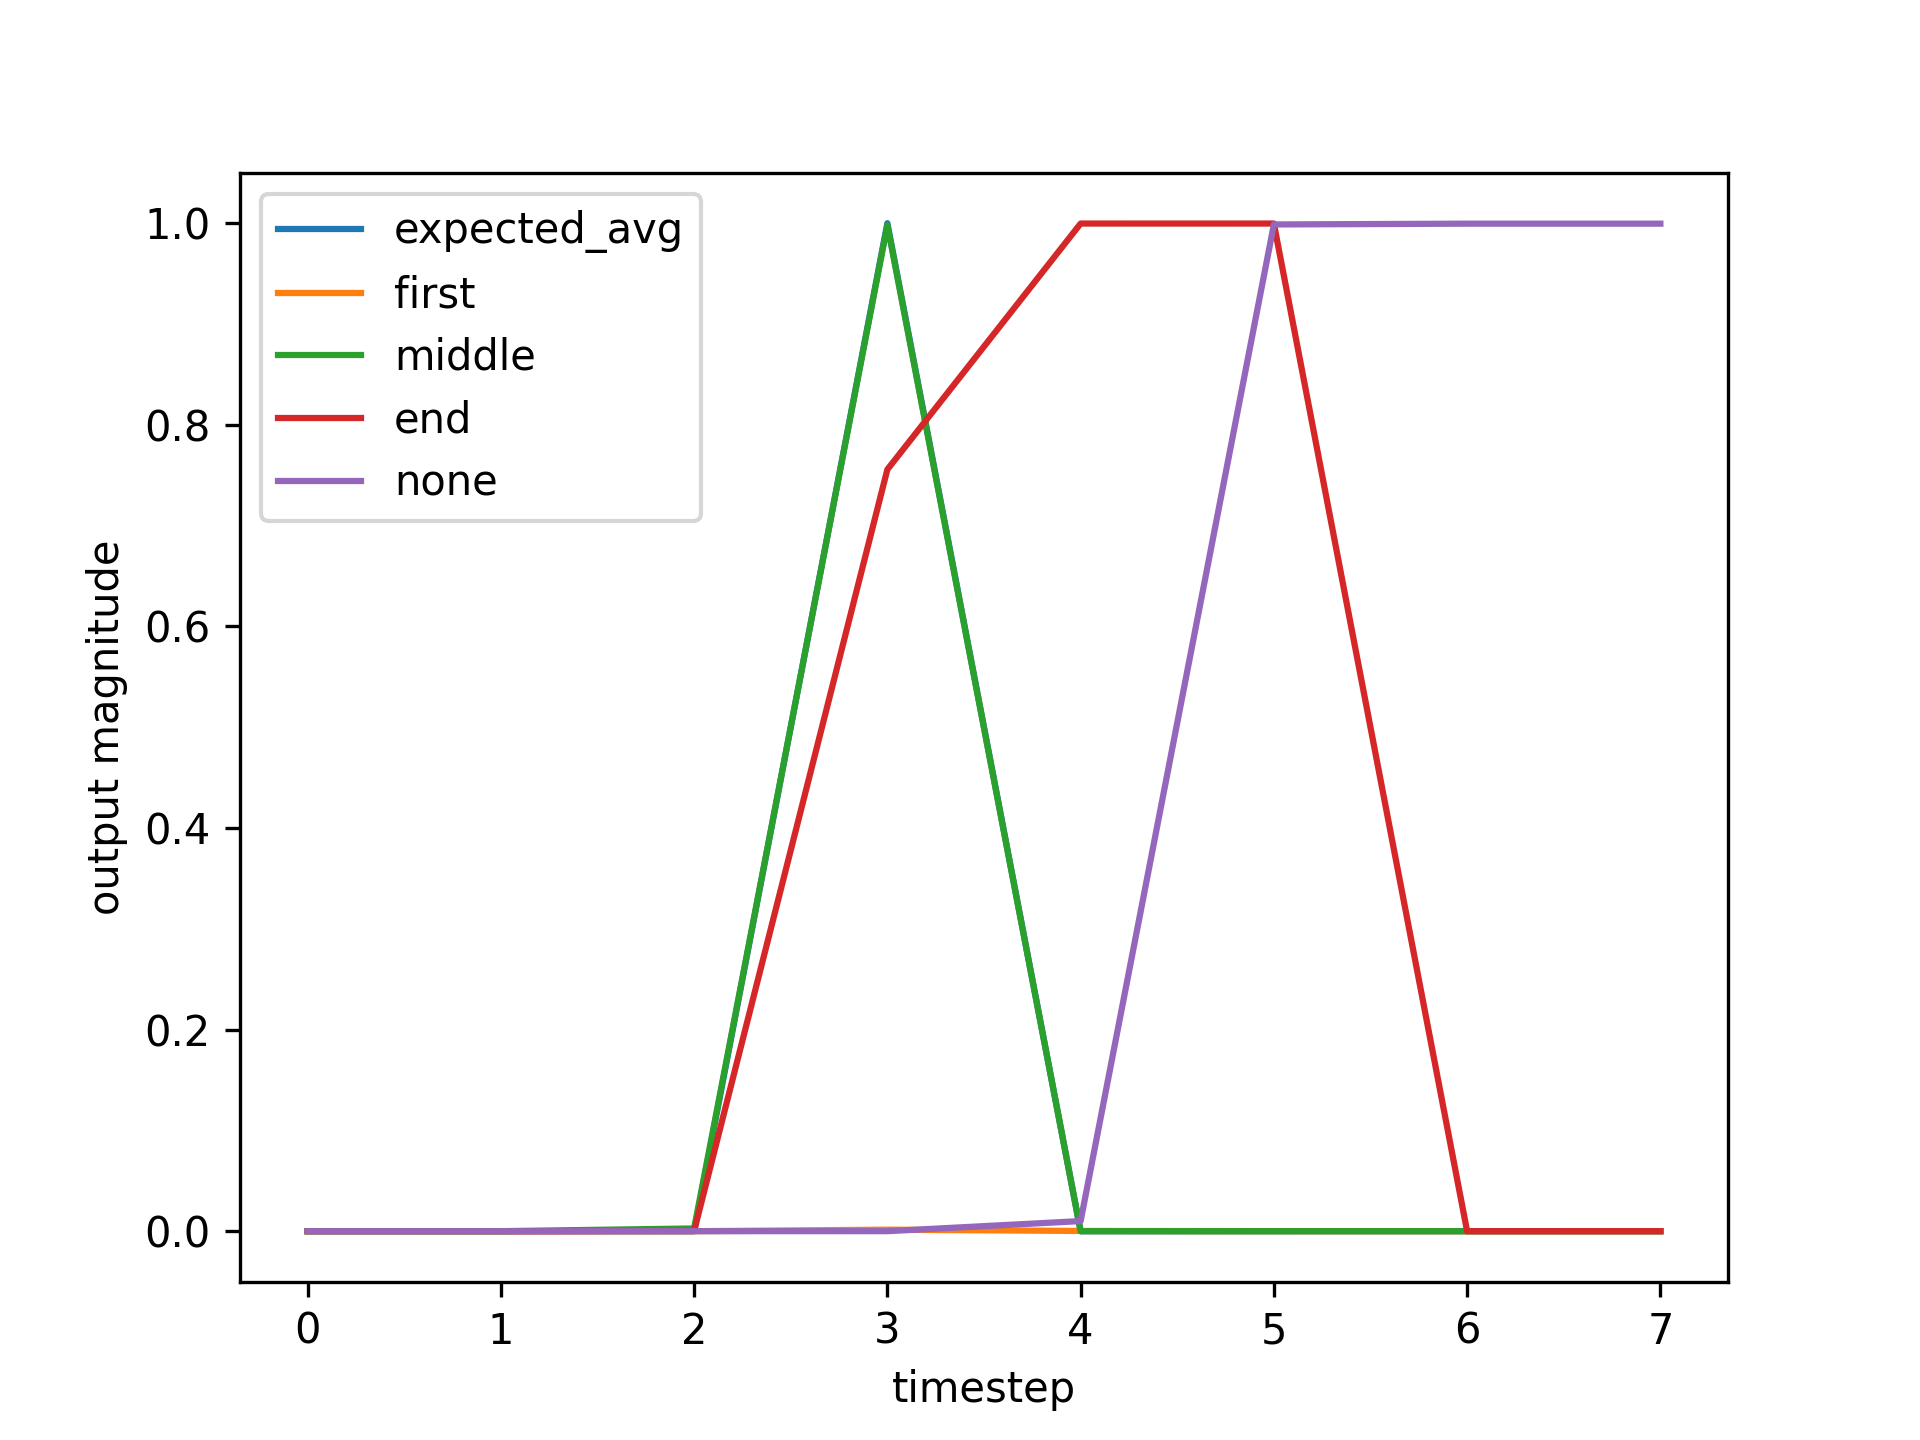 expected_avg
first
middle
end
none
1.0
0.8
0.6
0.4
0.2
0.0
output magnitude
0 1 2 3 4 5 6 7
timestep